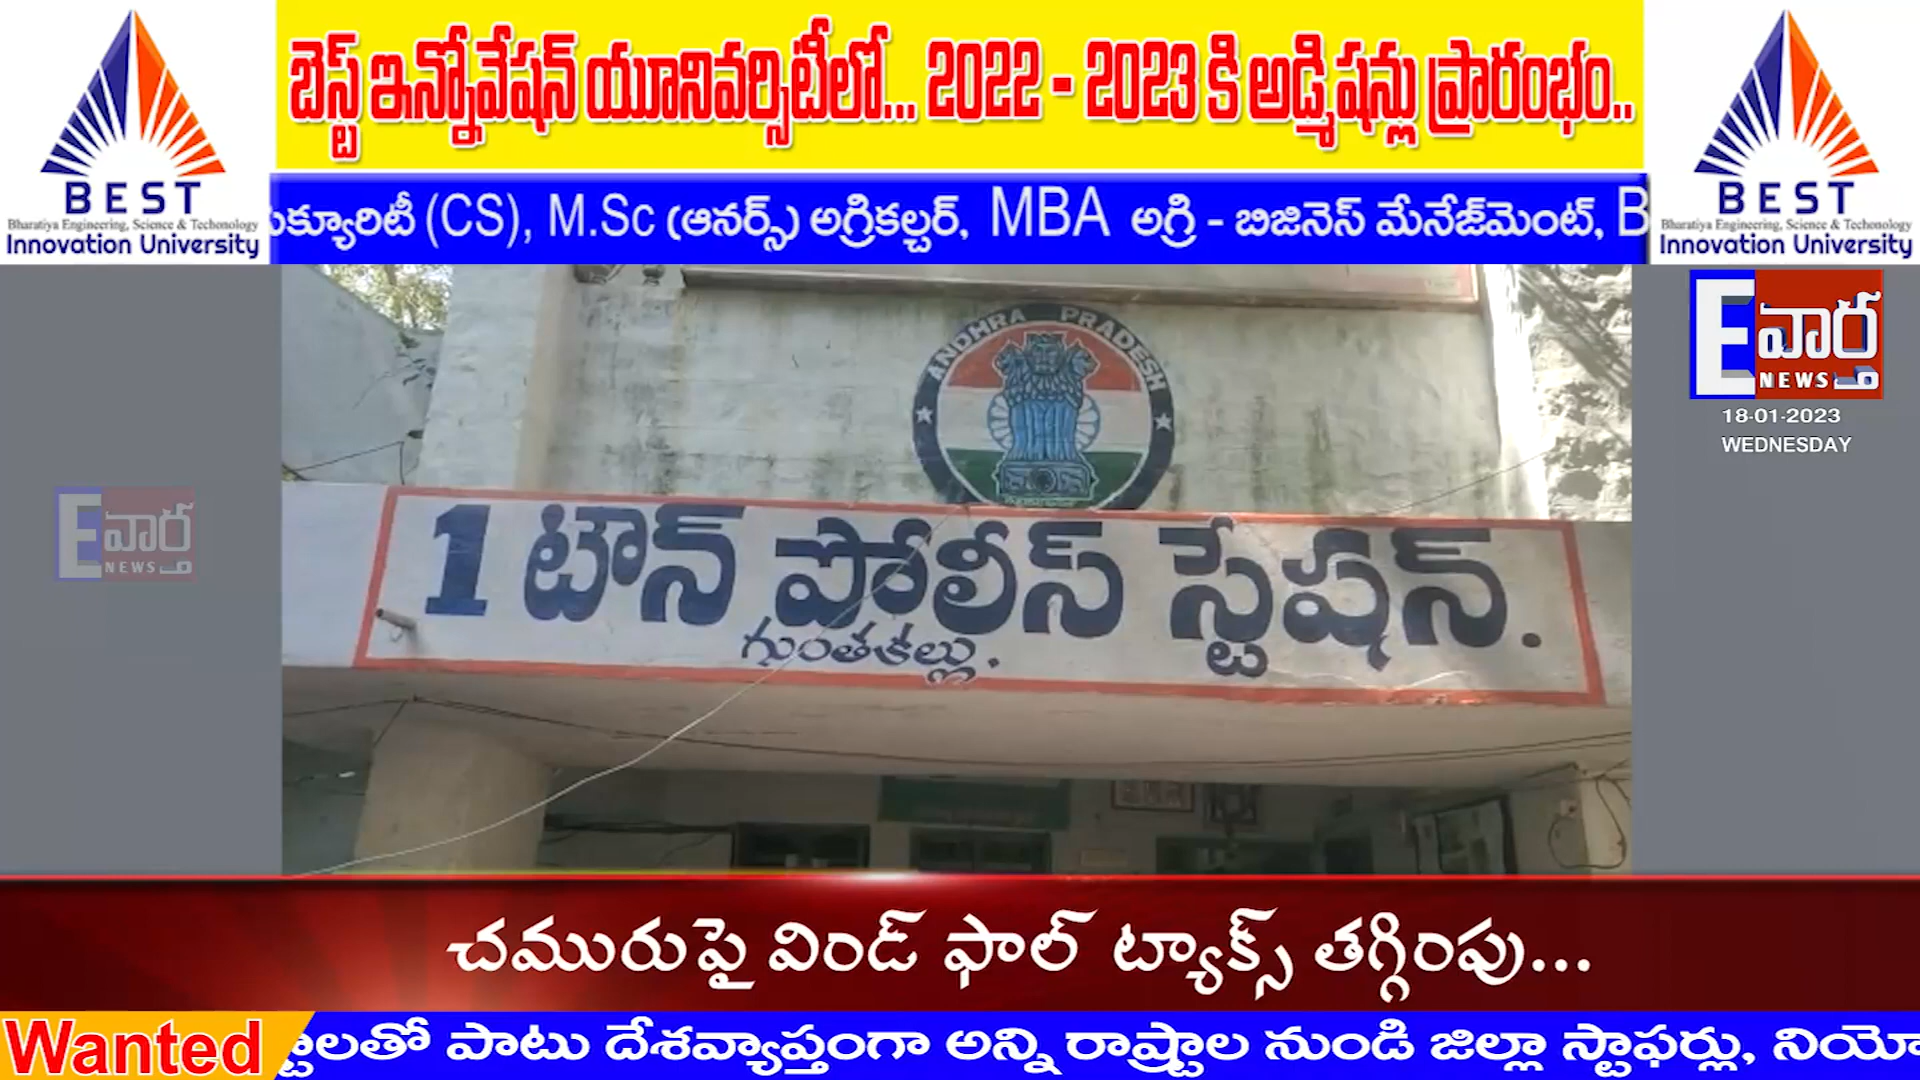 బెస్ట్ ఇన్నోవేషన్ యూనివర్సిటీలో... 2022 - 2023 కి అడ్మిషన్లు ప్రారంభం..
BEST
Bharatiya Engineering, Science & Technology
Innovation University
క్యూరిటీ (CS), M.Sc (ఆనర్స్) అగ్రికల్చర్, MBA అగ్రి - బిజినెస్ మేనేజ్‌మెంట్, B
BEST
Bharatiya Engineering, Science & Technology
Innovation University
E వార్త
NEWS
18-01-2023
WEDNESDAY
ANDHRA PRADESH
E వార్త
NEWS
1 టౌన్ పోలీస్ స్టేషన్.
గుంతకల్లు.
చమురుపై విండ్ ఫాల్ ట్యాక్స్ తగ్గింపు...
Wanted
లతో పాటు దేశవ్యాప్తంగా అన్ని రాష్ట్రాల నుండి జిల్లా స్టాఫర్లు, నియో